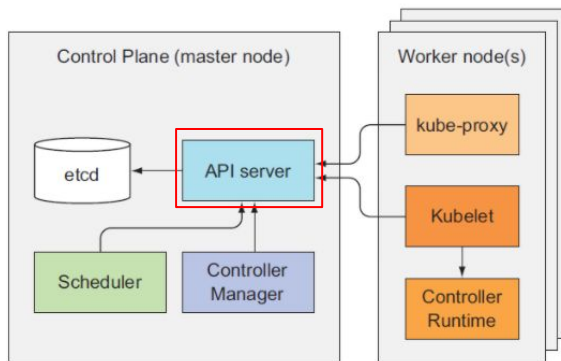 Control Plane (master node)
Worker node(s)
kube-proxy
API server
etcd
Kubelet
Scheduler
Controller
Manager
Controller
Runtime